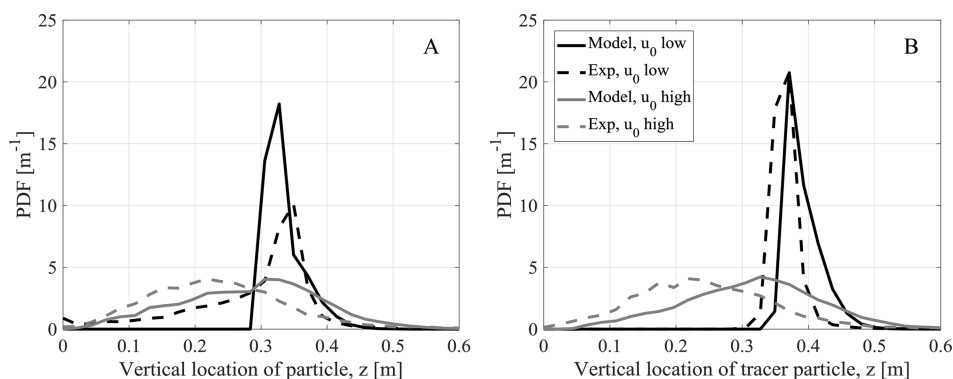 A
25
20
15
10
5
0
PDF [m-1]
0
0.1
0.2
0.3
0.4
0.5
0.6
Vertical location of particle, z [m]
B
Model, u0 low
Exp, u0 low
Model, u0 high
Exp, u0 high
25
20
15
10
5
0
PDF [m-1]
0
0.1
0.2
0.3
0.4
0.5
0.6
Vertical location of tracer particle, z [m]